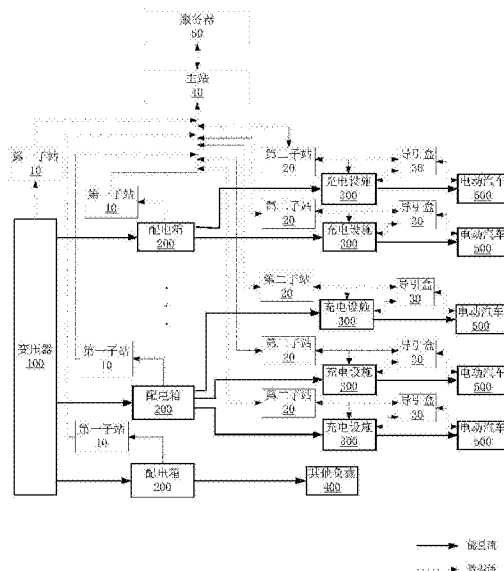 服务器
50
主站
40
第一子站
10
第二子站
20
导引盒
30
充电设施
300
电动汽车
500
第一子站
10
配电箱
200
第二子站
20
导引盒
30
充电设施
300
电动汽车
500
第二子站
20
导引盒
30
充电设施
300
电动汽车
500
变压器
100
第一子站
10
配电箱
200
第二子站
20
导引盒
30
充电设施
300
电动汽车
500
第一子站
10
第二子站
20
导引盒
30
充电设施
300
电动汽车
500
配电箱
200
其他负载
400
能量流
数据流